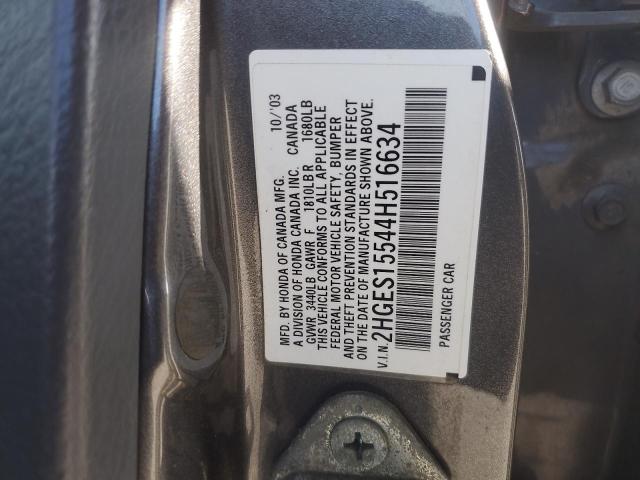 MFD. BY HONDA OF CANADA MFG. 10/'03
A DIVISION OF HONDA CANADA INC. CANADA
GVWR 3440LB GAWR F 1810LB R 1680LB
THIS VEHICLE CONFORMS TO ALL APPLICABLE
FEDERAL MOTOR VEHICLE SAFETY, BUMPER
AND THEFT PREVENTION STANDARDS IN EFFECT
ON THE DATE OF MANUFACTURE SHOWN ABOVE.
V.I.N. 2HGES15544H516634
PASSENGER CAR